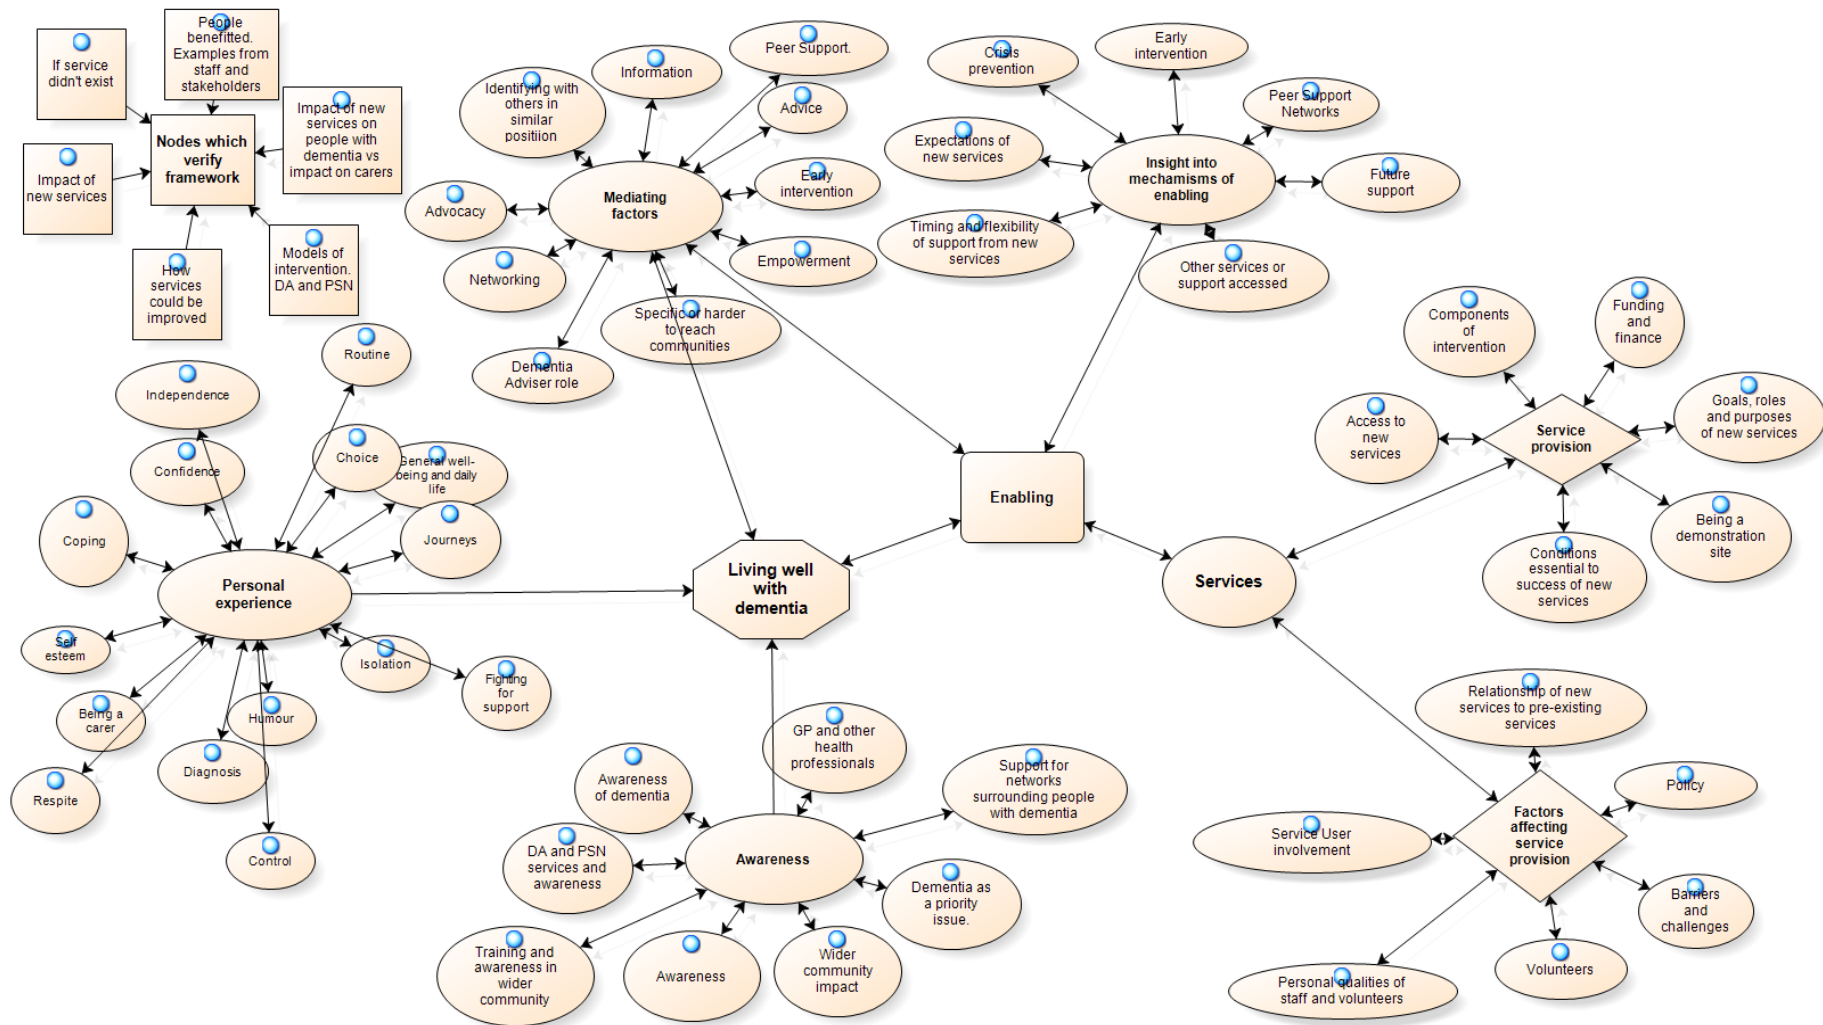 People
benefitted.
Examples from
staff and
stakeholders
If service
didn't exist
Impact of new
services on
people with
dementia vs
impact on carers
Nodes which
verify
framework
Impact of
new services
How
services
could be
improved
Models of
intervention.
DA and PSN
Identifying with
others in
similar
positiion
Information
Peer Support.
Advice
Early
intervention
Mediating
factors
Advocacy
Networking
Empowerment
Specific or harder
to reach
communities
Dementia
Adviser role
Crisis
prevention
Early
intervention
Peer Support
Networks
Expectations of
new services
Insight into
mechamisms of
enabling
Future
support
Timing and flexibility
of support from new
services
Other services or
support accessed
Components
of
intervention
Funding
and
finance
Goals, roles
and purposes
of new services
Access to
new
services
Service
provision
Being a
demonstration
site
Conditions
essential to
success of new
services
Routine
Independence
Choice
General well-
being and daily
life
Confidence
Coping
Journeys
Personal
experience
Self
esteem
Isolation
Fighting
for
support
Being a
carer
Humour
Diagnosis
Respite
Control
Enabling
Living well
with
dementia
Services
GP and other
health
professionals
Awareness
of dementia
Support for
networks
surrounding people
with dementia
DA and PSN
services and
awareness
Awareness
Dementia as
a priority
issue.
Training and
awareness in
wider
community
Awareness
Wider
community
impact
Relationship of new
services to pre-existing
services
Policy
Service User
involvement
Factors
affecting
service
provision
Barriers
and
challenges
Volunteers
Personal qualities of
staff and volunteers